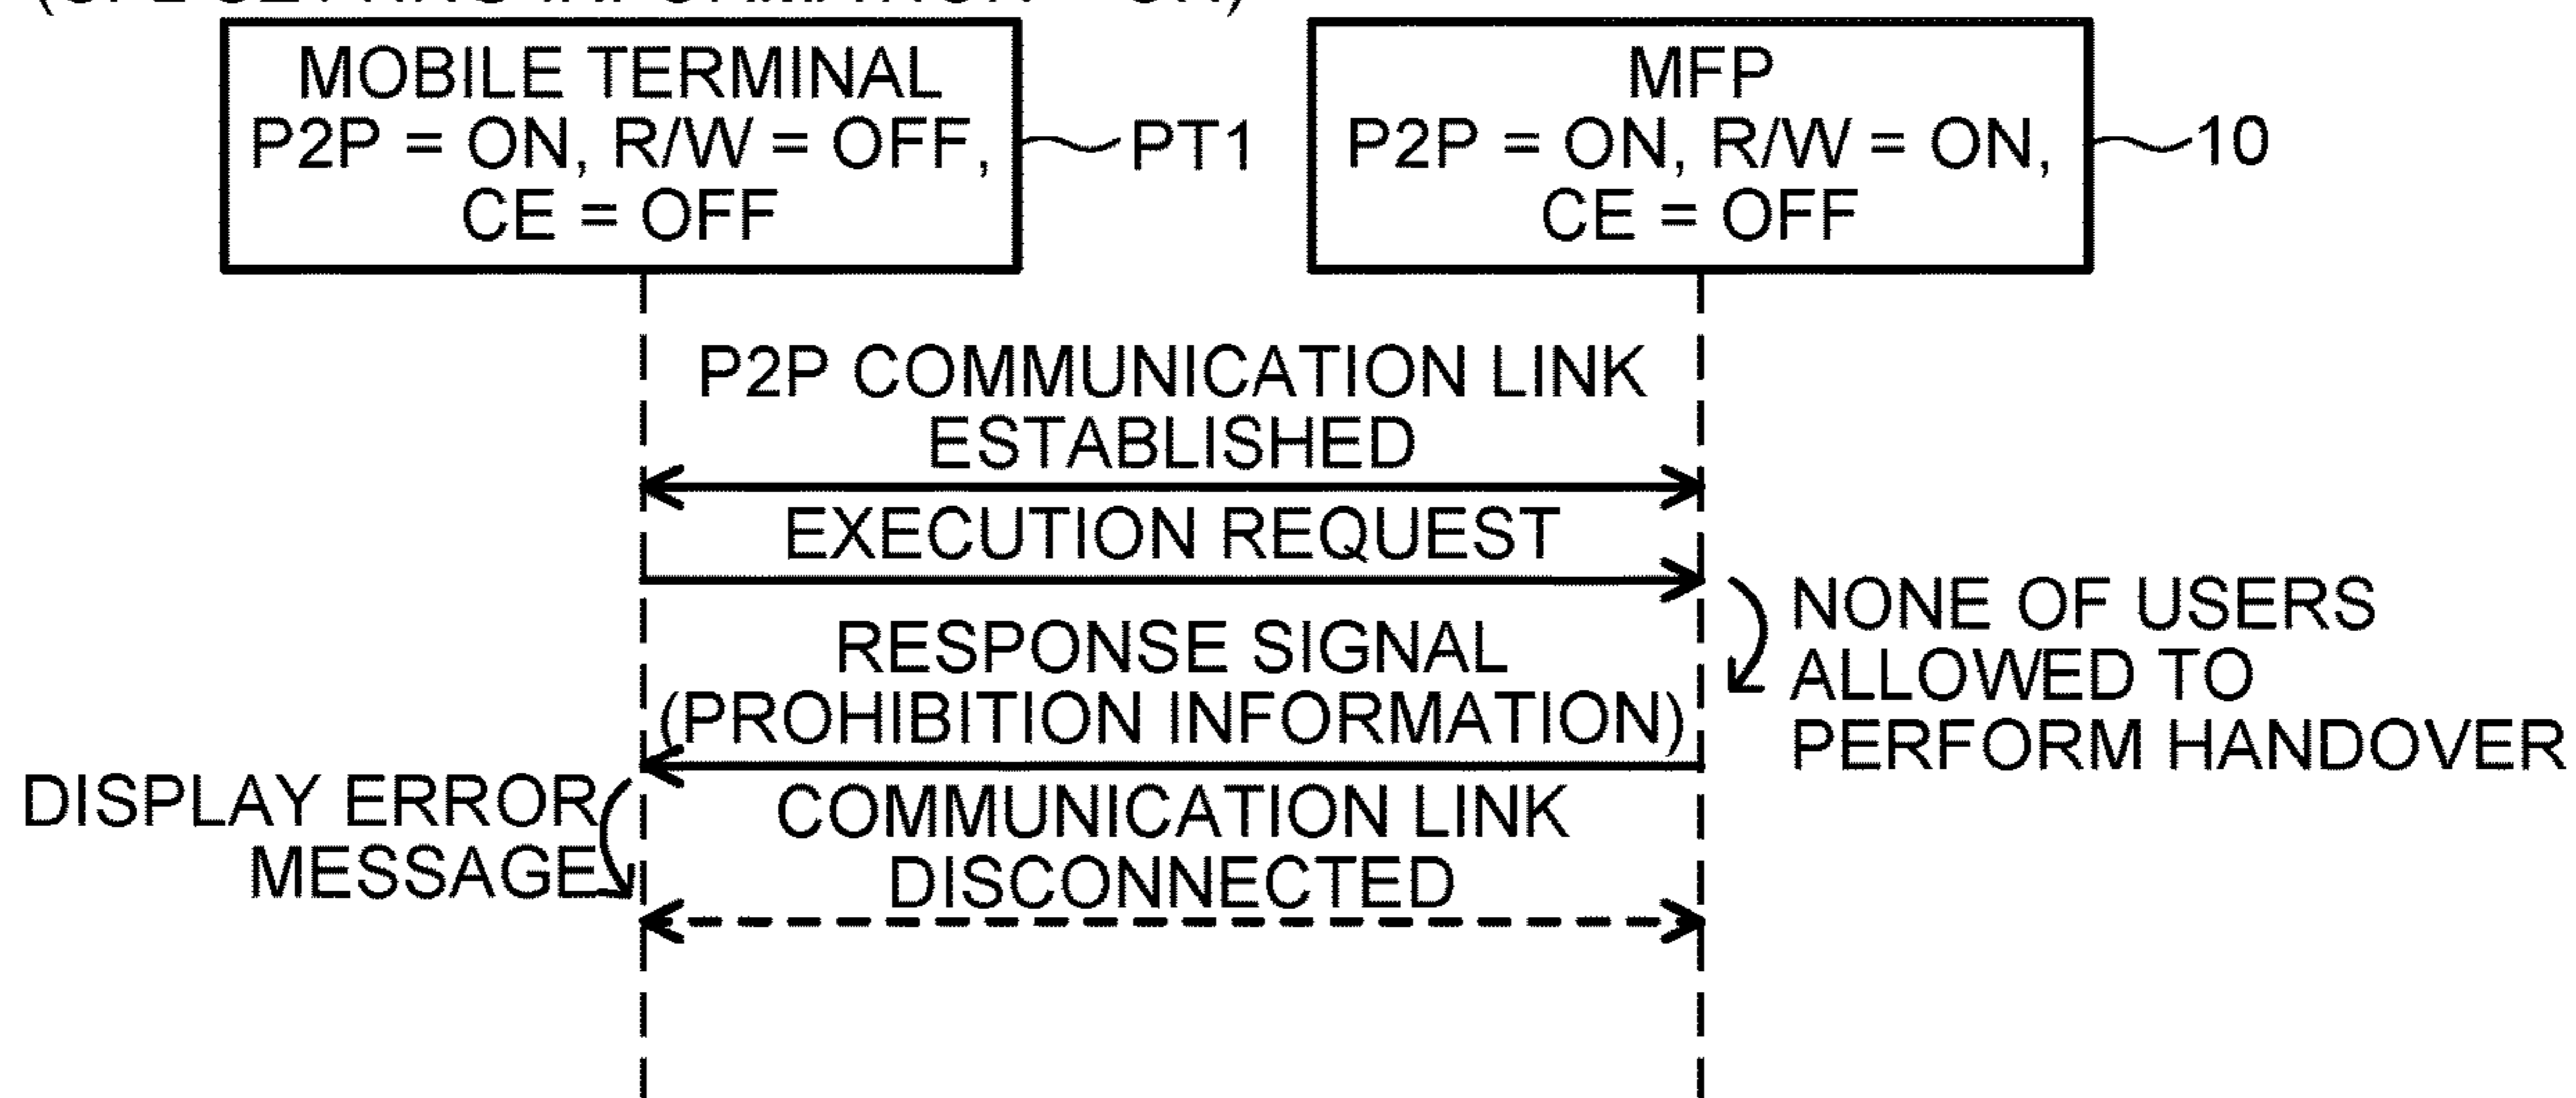 MOBILE TERMINAL
P2P = ON, R/W = OFF,
CE = OFF
PT1
MFP
P2P = ON, R/W = ON,
CE = OFF
10
P2P COMMUNICATION LINK
ESTABLISHED
EXECUTION REQUEST
NONE OF USERS
ALLOWED TO
PERFORM HANDOVER
RESPONSE SIGNAL
(PROHIBITION INFORMATION)
DISPLAY ERROR
MESSAGE
COMMUNICATION LINK
DISCONNECTED